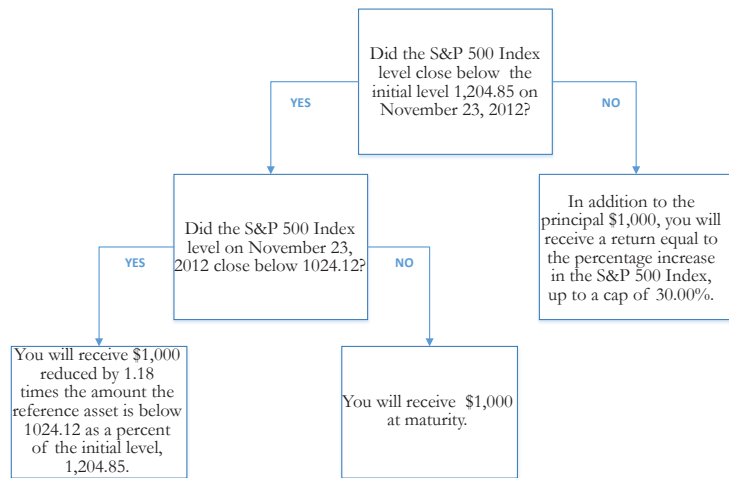 Did the S&P 500 Index
level close below the
initial level 1,204.85 on
November 23, 2012?
YES
NO
Did the S&P 500 Index
level on November 23,
2012 close below 1024.12?
In addition to the
principal $1,000, you will
receive a return equal to
the percentage increase
in the S&P 500 Index,
up to a cap of 30.00%.
YES
NO
You will receive $1,000
reduced by 1.18
times the amount the
reference asset is below
1024.12 as a percent
of the initial level,
1,204.85.
You will receive $1,000
at maturity.